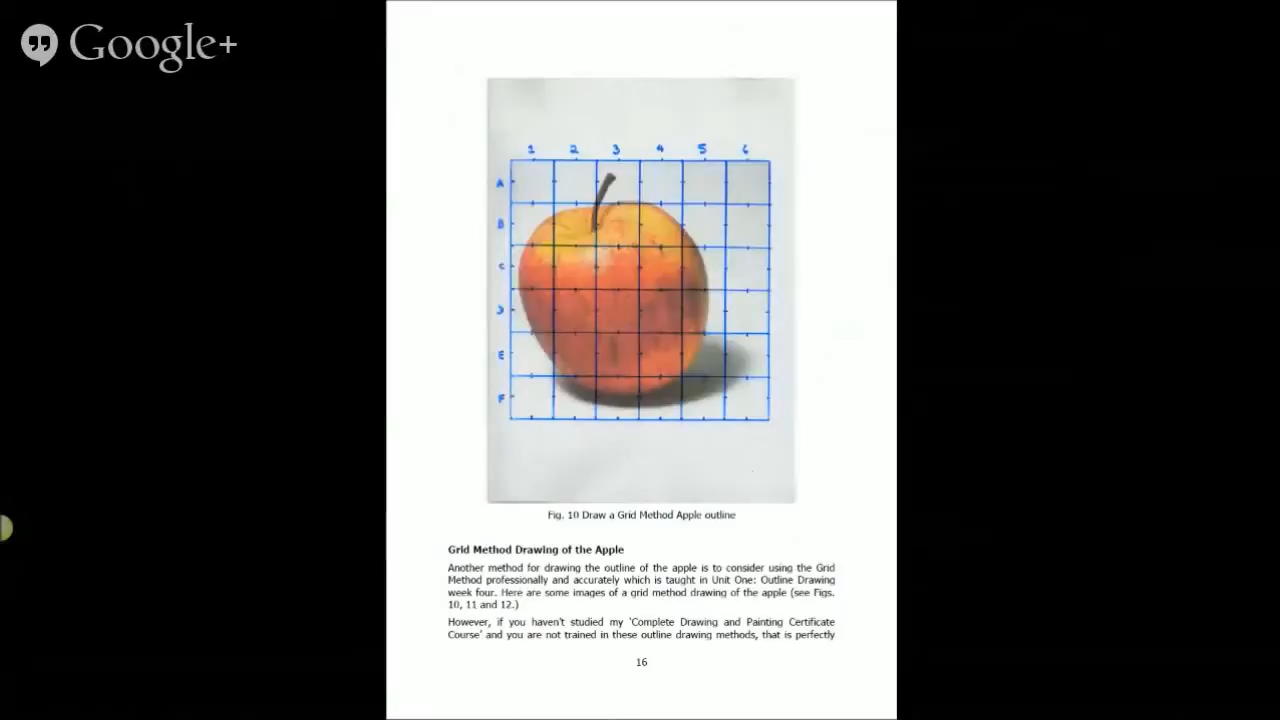 Google+
1 2 3 4 5 6
A
B
C
D
E
F
Fig. 10 Draw a Grid Method Apple outline
Grid Method Drawing of the Apple
Another method for drawing the outline of the apple is to consider using the Grid
Method professionally and accurately which is taught in Unit One: Outline Drawing
week four. Here are some images of a grid method drawing of the apple (see Figs.
10, 11 and 12.)
However, if you haven't studied my 'Complete Drawing and Painting Certificate
Course' and you are not trained in these outline drawing methods, that is perfectly
16